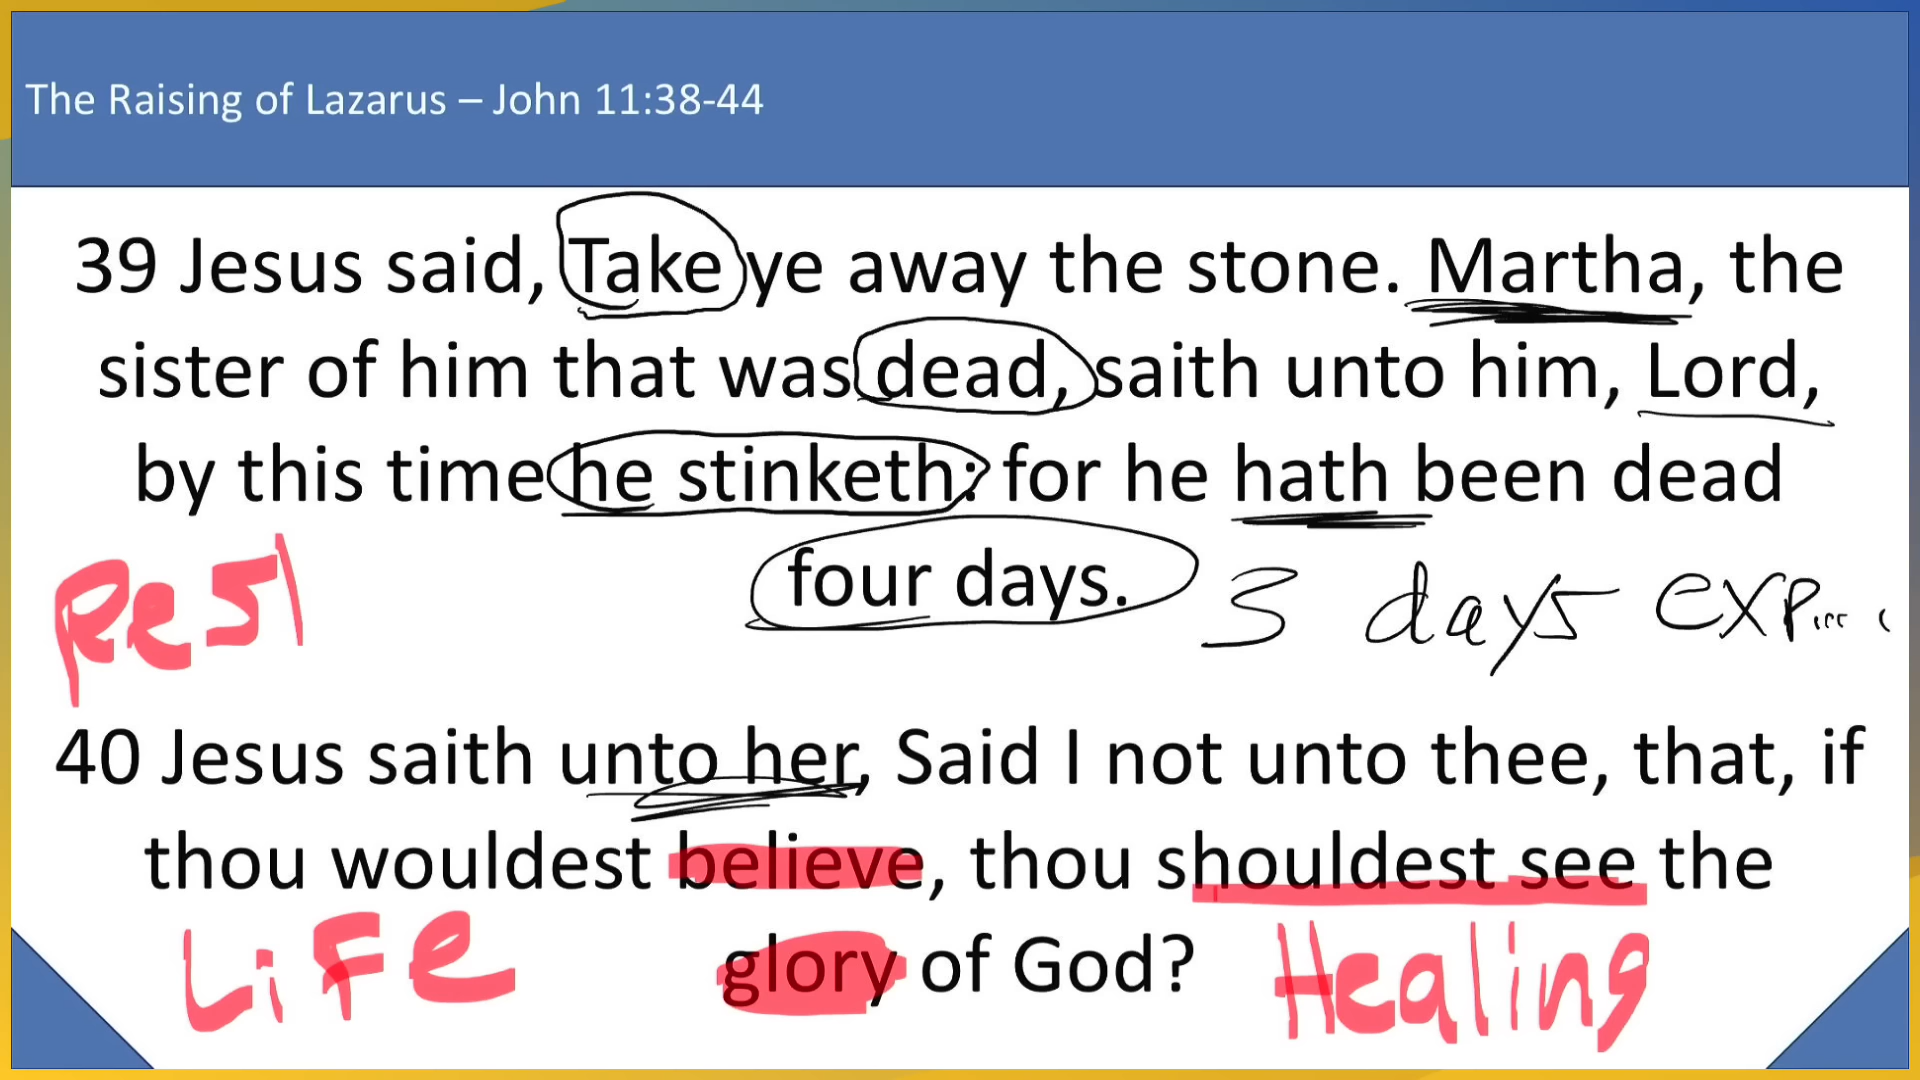 The Raising of Lazarus – John 11:38-44
39 Jesus said, Take ye away the stone. Martha, the
sister of him that was dead, saith unto him, Lord,
by this time he stinketh: for he hath been dead
four days. 3 days exp....
Rest
40 Jesus saith unto her, Said I not unto thee, that, if
thou wouldest believe, thou shouldest see the
glory of God?
Life
Healing